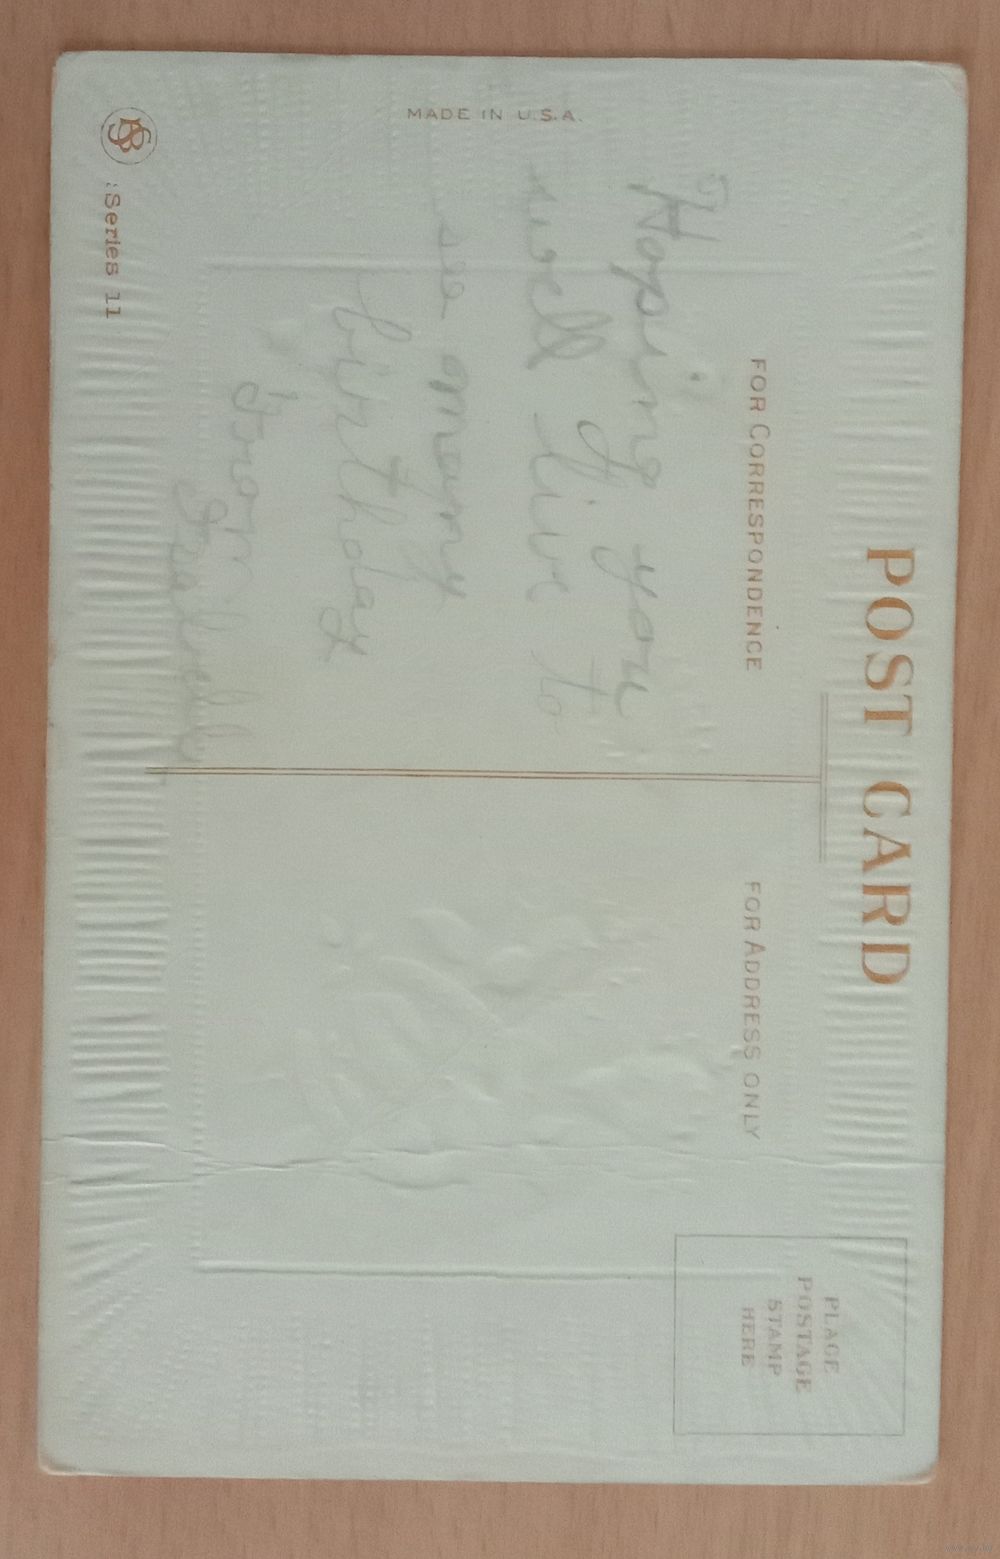 POST CARD
FOR CORRESPONDENCE
Hoping you
will live to
see many
birthday
from
MADE IN U.S.A.
Series 11
FOR ADDRESS ONLY
PLACE
POSTAGE
STAMP
HERE